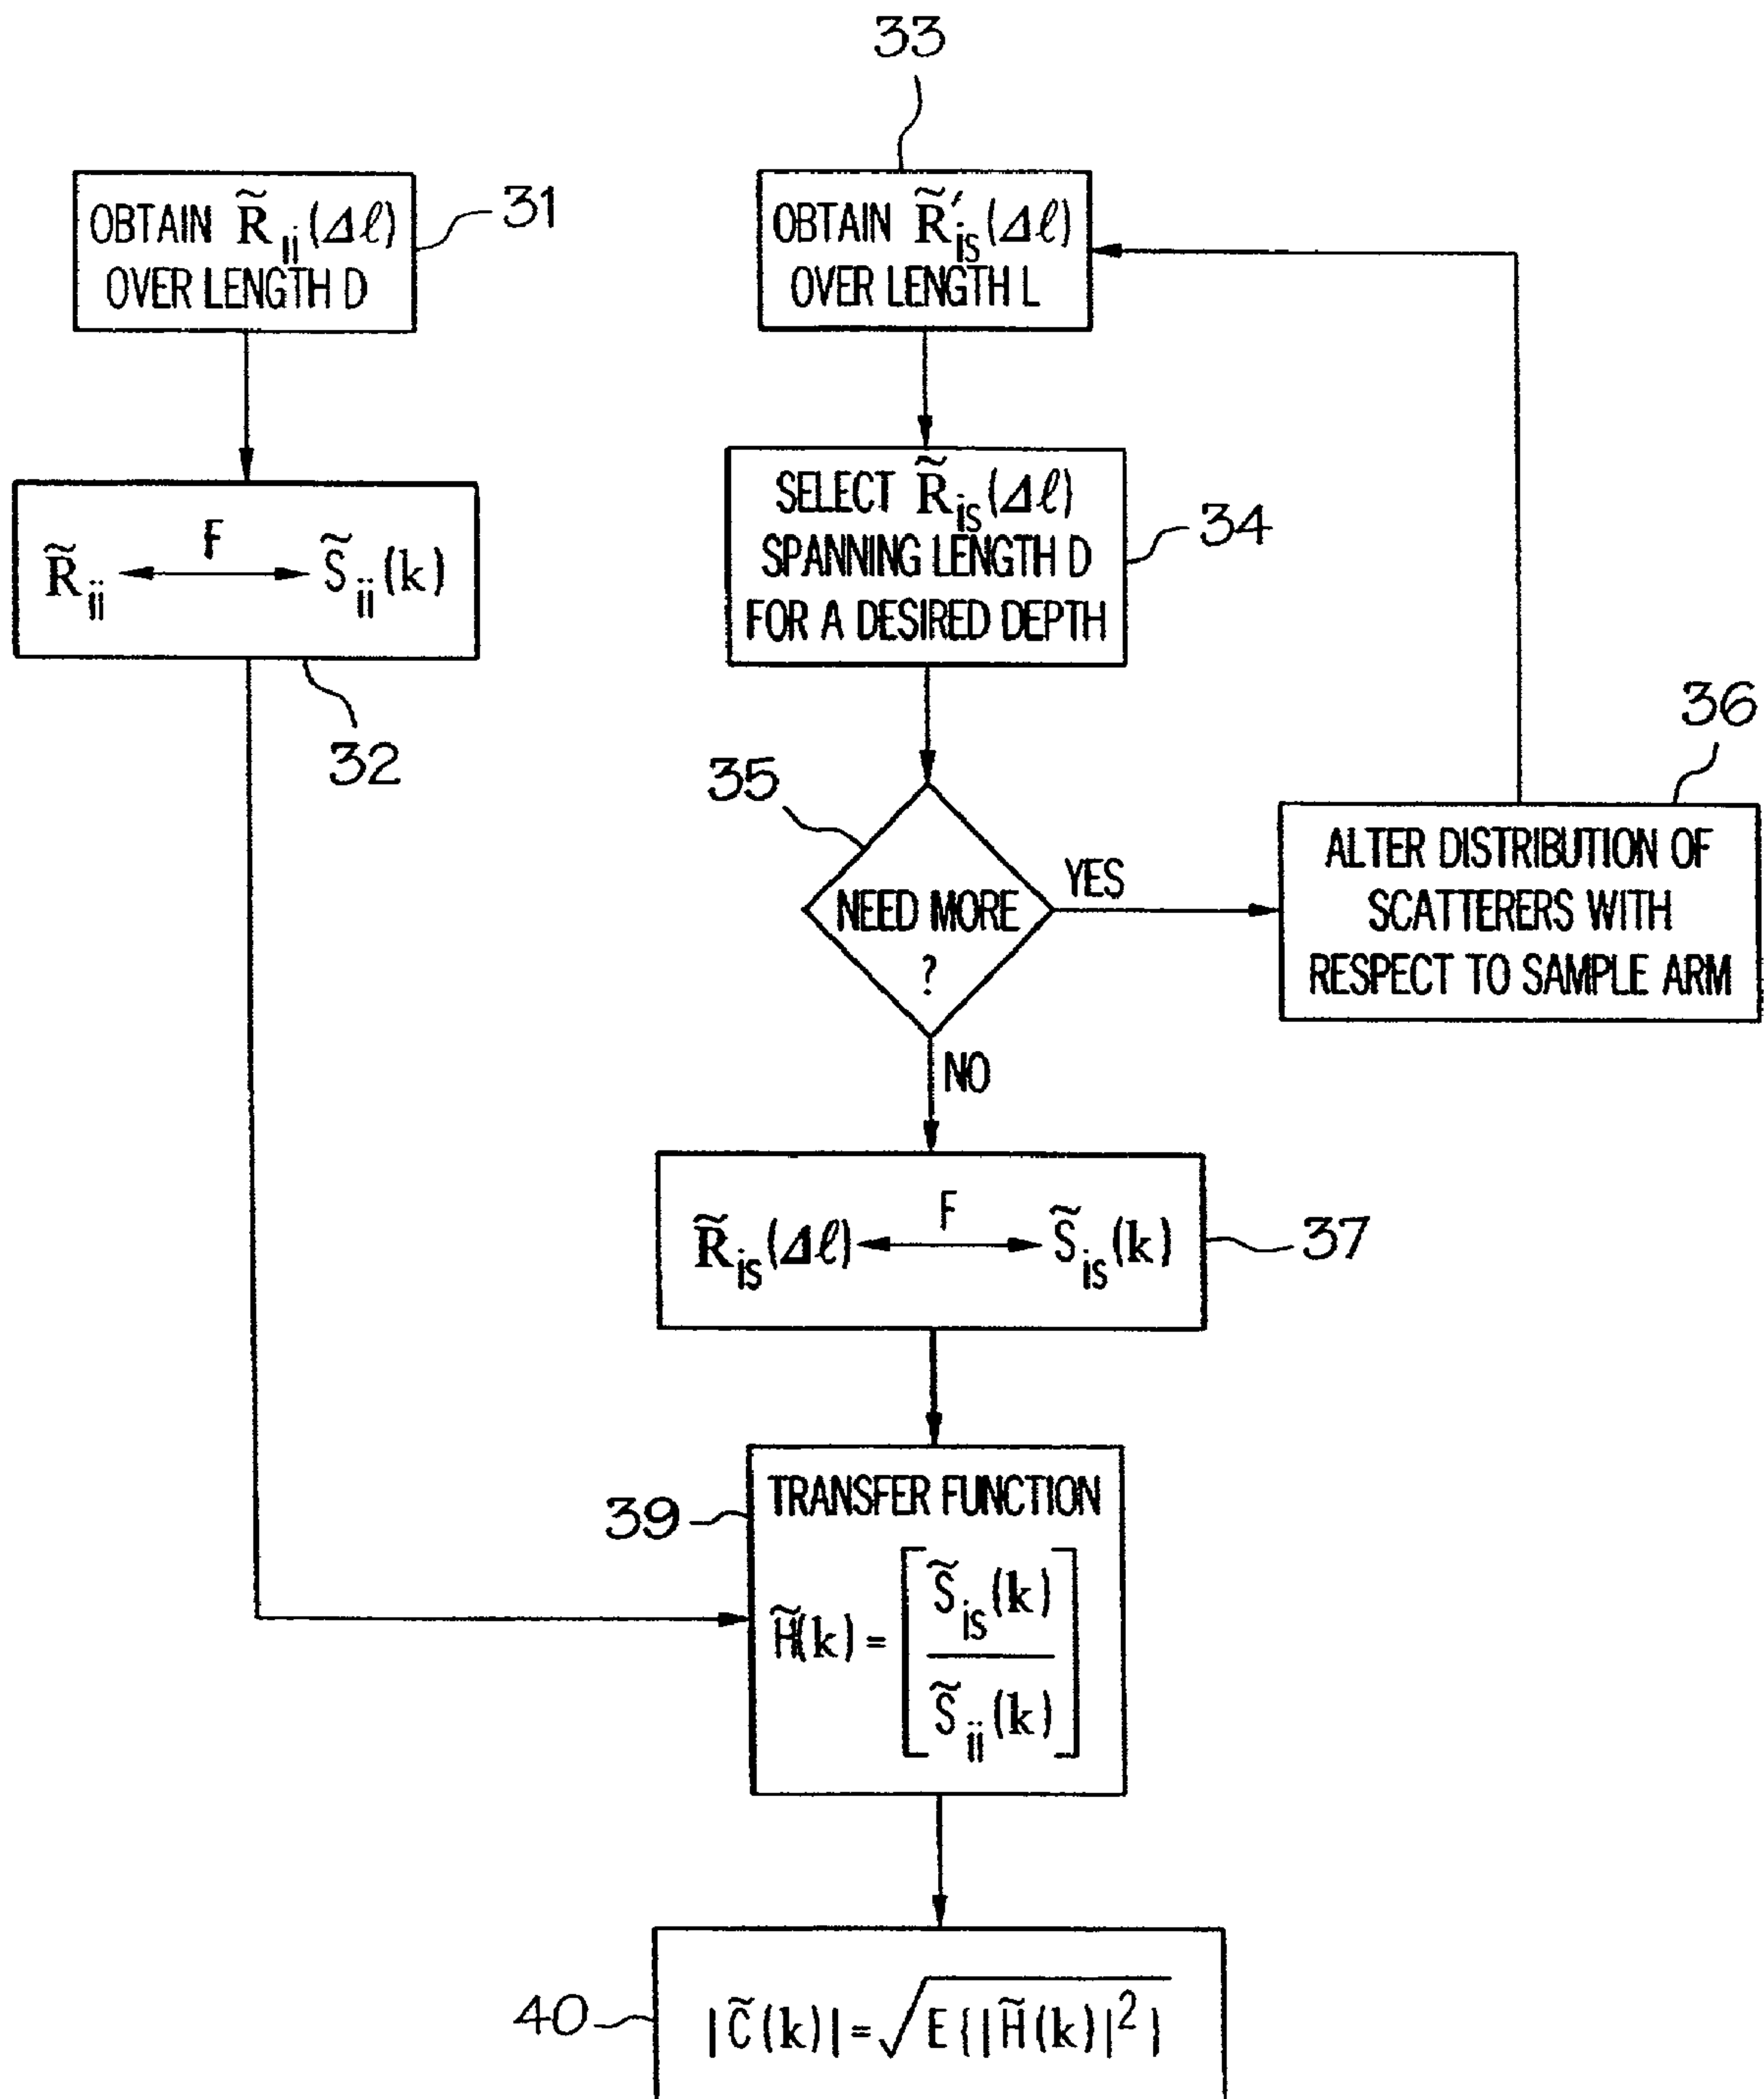 33
OBTAIN R̃ii(Δℓ)
OVER LENGTH D
31
OBTAIN R̃′is(Δℓ)
OVER LENGTH L
SELECT R̃is(Δℓ)
SPANNING LENGTH D
FOR A DESIRED DEPTH
34
F
R̃ii ↔ S̃ii(k)
32
35
NEED MORE
?
YES
NO
36
ALTER DISTRIBUTION OF
SCATTERERS WITH
RESPECT TO SAMPLE ARM
F
R̃is(Δℓ) ↔ S̃is(k)
37
39
TRANSFER FUNCTION
H̃(k) = [S̃is(k) / S̃ii(k)]
40
|C̃(k)| = √E{|H̃(k)|²}